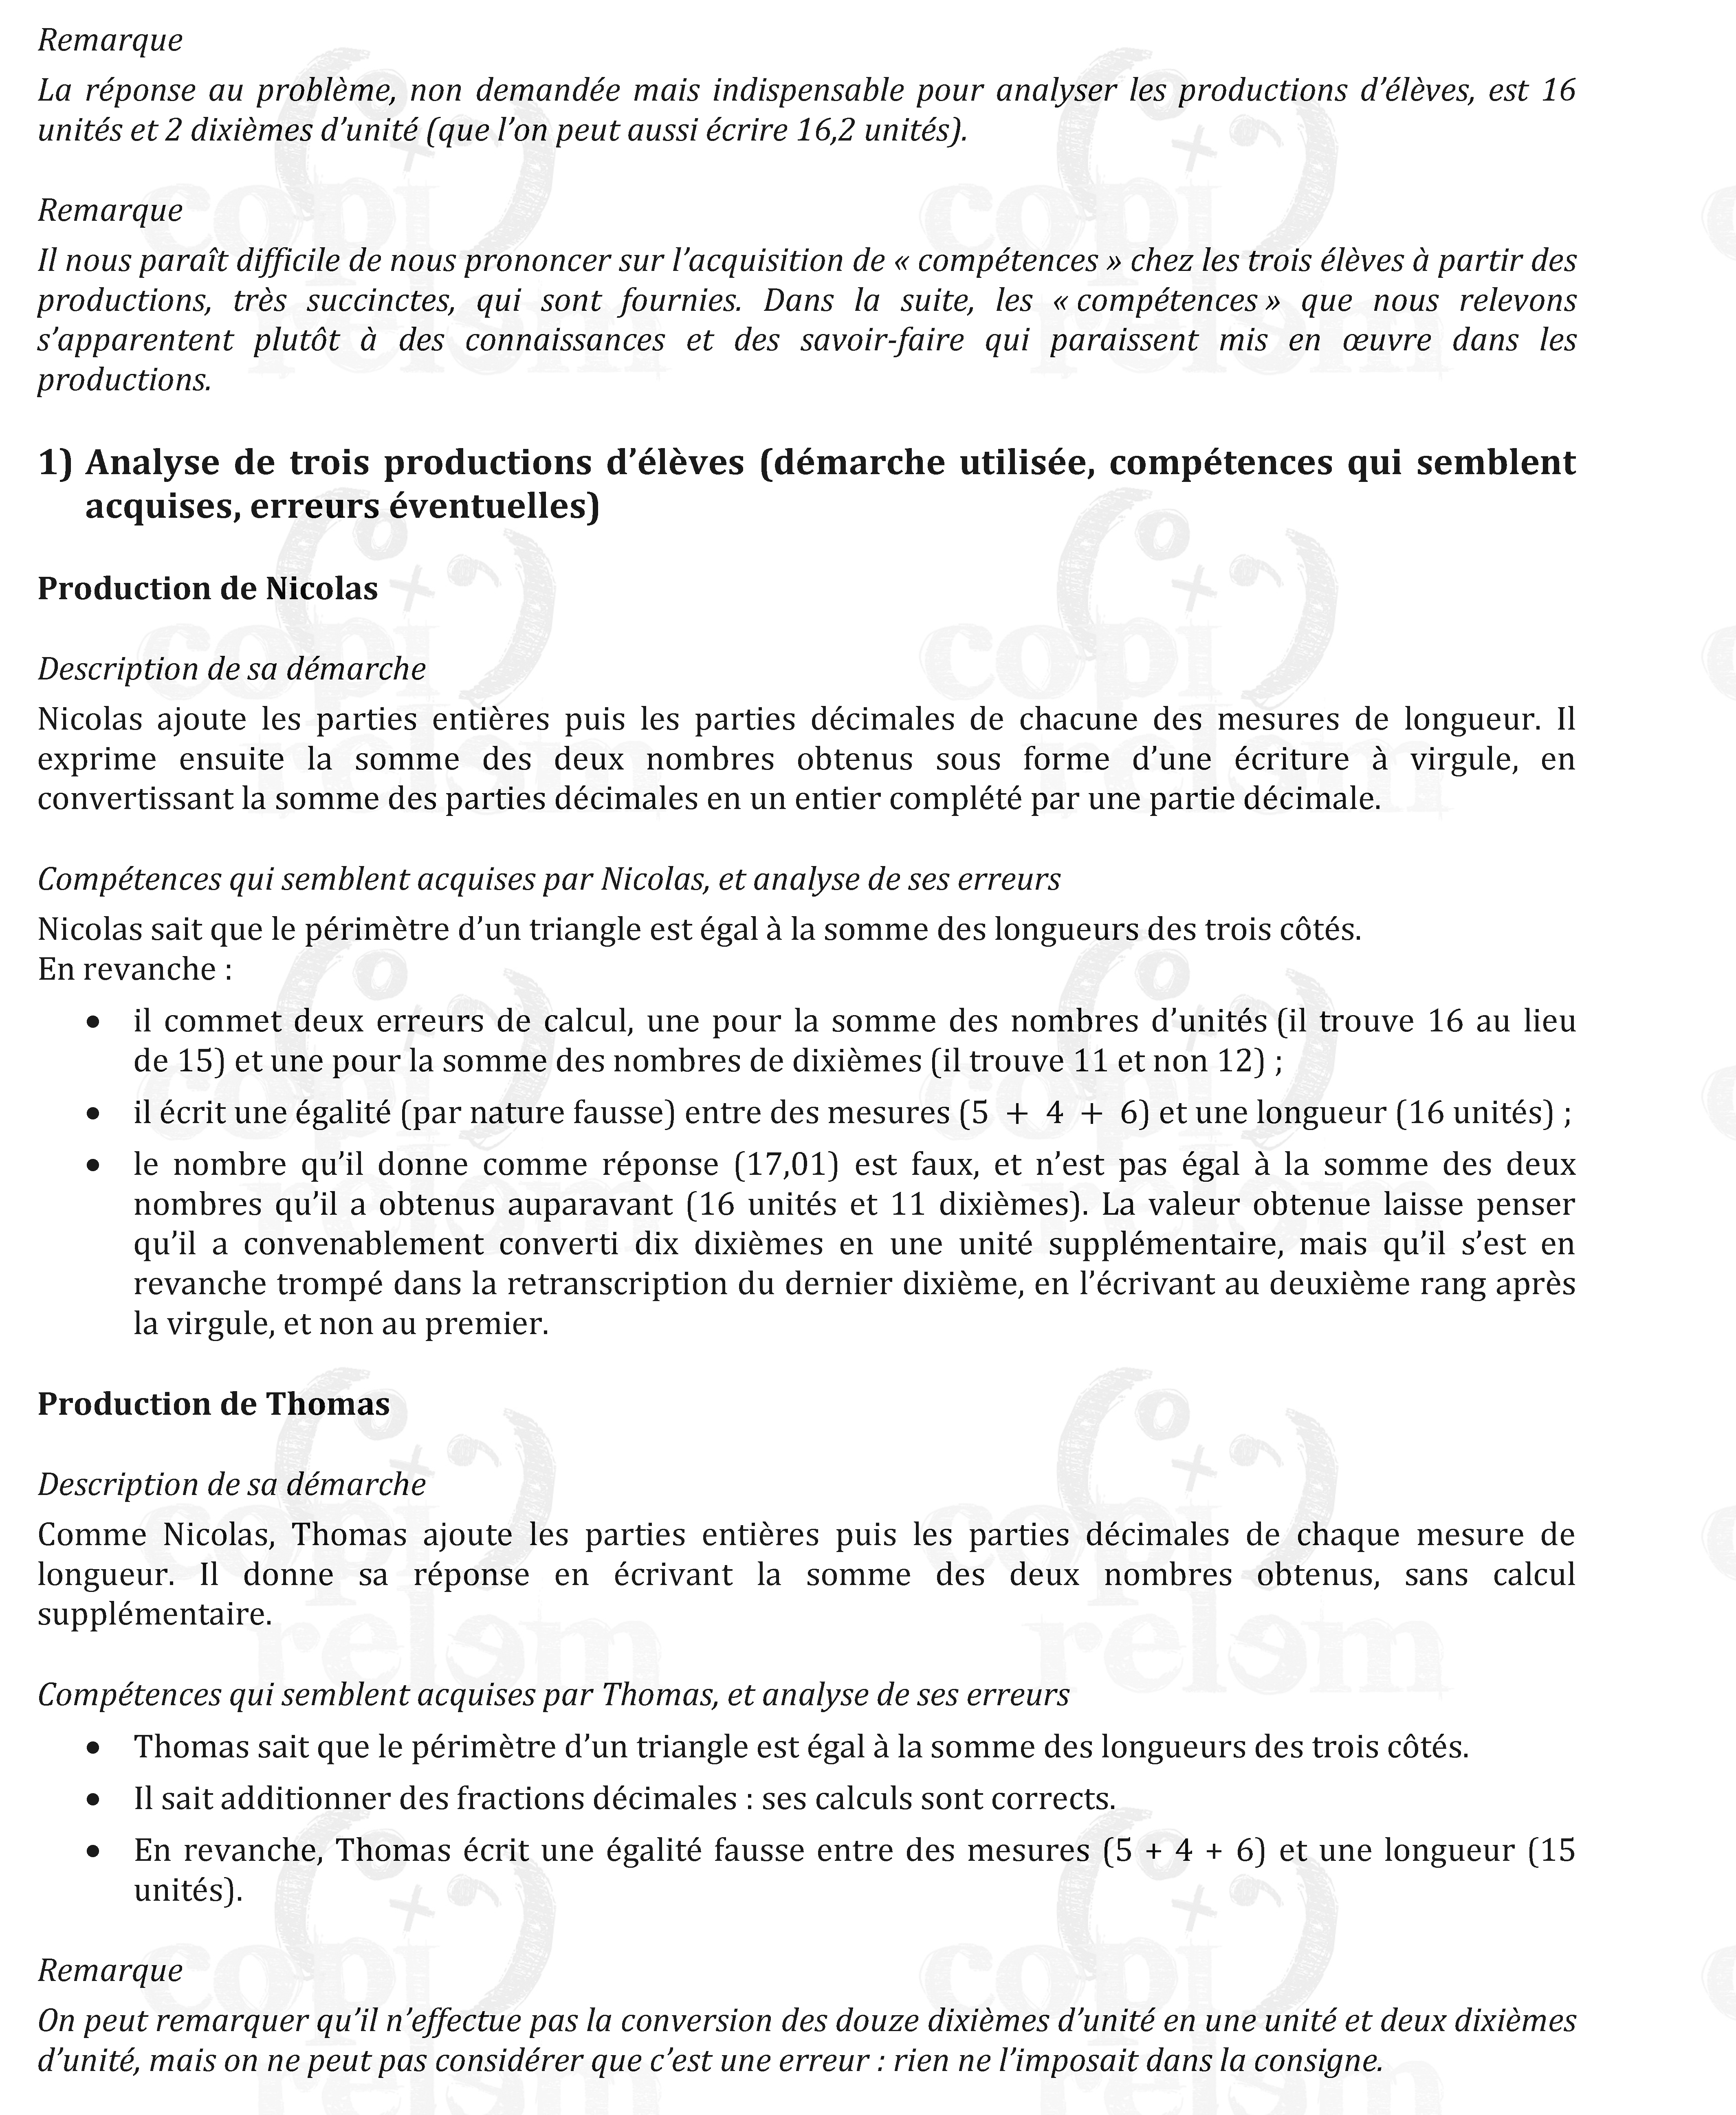 Remarque
La réponse au problème, non demandée mais indispensable pour analyser les productions d’élèves, est 16
unités et 2 dixièmes d’unité (que l’on peut aussi écrire 16,2 unités).
Remarque
Il nous paraît difficile de nous prononcer sur l’acquisition de « compétences » chez les trois élèves à partir des
productions, très succinctes, qui sont fournies. Dans la suite, les « compétences » que nous relevons
s’apparentent plutôt à des connaissances et des savoir-faire qui paraissent mis en œuvre dans les
productions.
1) Analyse de trois productions d’élèves (démarche utilisée, compétences qui semblent
acquises, erreurs éventuelles)
Production de Nicolas
Description de sa démarche
Nicolas ajoute les parties entières puis les parties décimales de chacune des mesures de longueur. Il
exprime ensuite la somme des deux nombres obtenus sous forme d’une écriture à virgule, en
convertissant la somme des parties décimales en un entier complété par une partie décimale.
Compétences qui semblent acquises par Nicolas, et analyse de ses erreurs
Nicolas sait que le périmètre d’un triangle est égal à la somme des longueurs des trois côtés.
En revanche :
• il commet deux erreurs de calcul, une pour la somme des nombres d’unités (il trouve 16 au lieu
de 15) et une pour la somme des nombres de dixièmes (il trouve 11 et non 12) ;
• il écrit une égalité (par nature fausse) entre des mesures (5 + 4 + 6) et une longueur (16 unités) ;
• le nombre qu’il donne comme réponse (17,01) est faux, et n’est pas égal à la somme des deux
nombres qu’il a obtenus auparavant (16 unités et 11 dixièmes). La valeur obtenue laisse penser
qu’il a convenablement converti dix dixièmes en une unité supplémentaire, mais qu’il s’est en
revanche trompé dans la retranscription du dernier dixième, en l’écrivant au deuxième rang après
la virgule, et non au premier.
Production de Thomas
Description de sa démarche
Comme Nicolas, Thomas ajoute les parties entières puis les parties décimales de chaque mesure de
longueur. Il donne sa réponse en écrivant la somme des deux nombres obtenus, sans calcul
supplémentaire.
Compétences qui semblent acquises par Thomas, et analyse de ses erreurs
• Thomas sait que le périmètre d’un triangle est égal à la somme des longueurs des trois côtés.
• Il sait additionner des fractions décimales : ses calculs sont corrects.
• En revanche, Thomas écrit une égalité fausse entre des mesures (5 + 4 + 6) et une longueur (15
unités).
Remarque
On peut remarquer qu’il n’effectue pas la conversion des douze dixièmes d’unité en une unité et deux dixièmes
d’unité, mais on ne peut pas considérer que c’est une erreur : rien ne l’imposait dans la consigne.